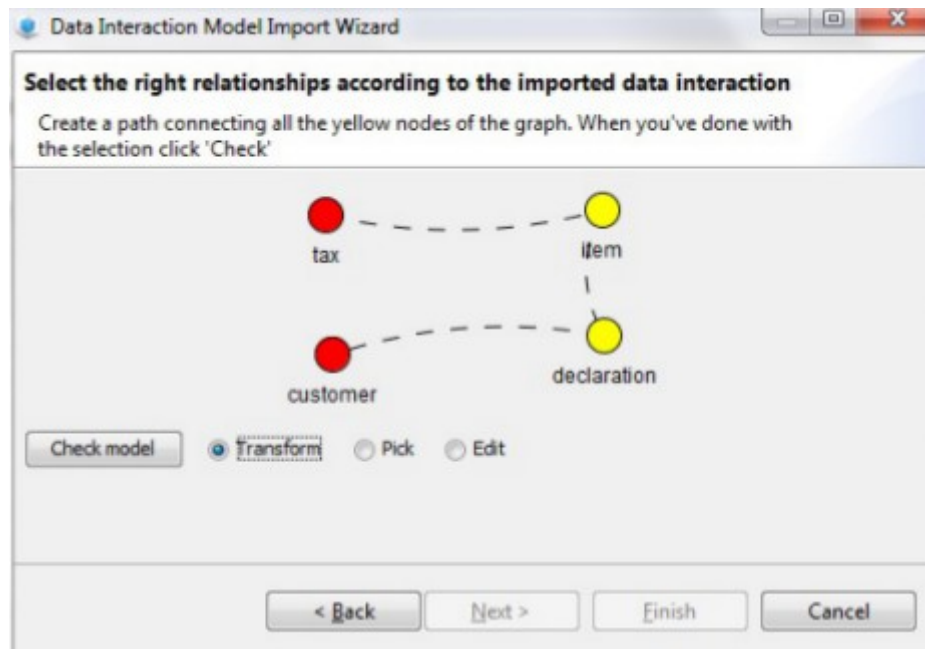 Data Interaction Model Import Wizard
Select the right relationships according to the imported data interaction
Create a path connecting all the yellow nodes of the graph. When you've done with
the selection click 'Check'
tax
item
customer
declaration
Check model
Transform
Pick
Edit
< Back
Next >
Finish
Cancel